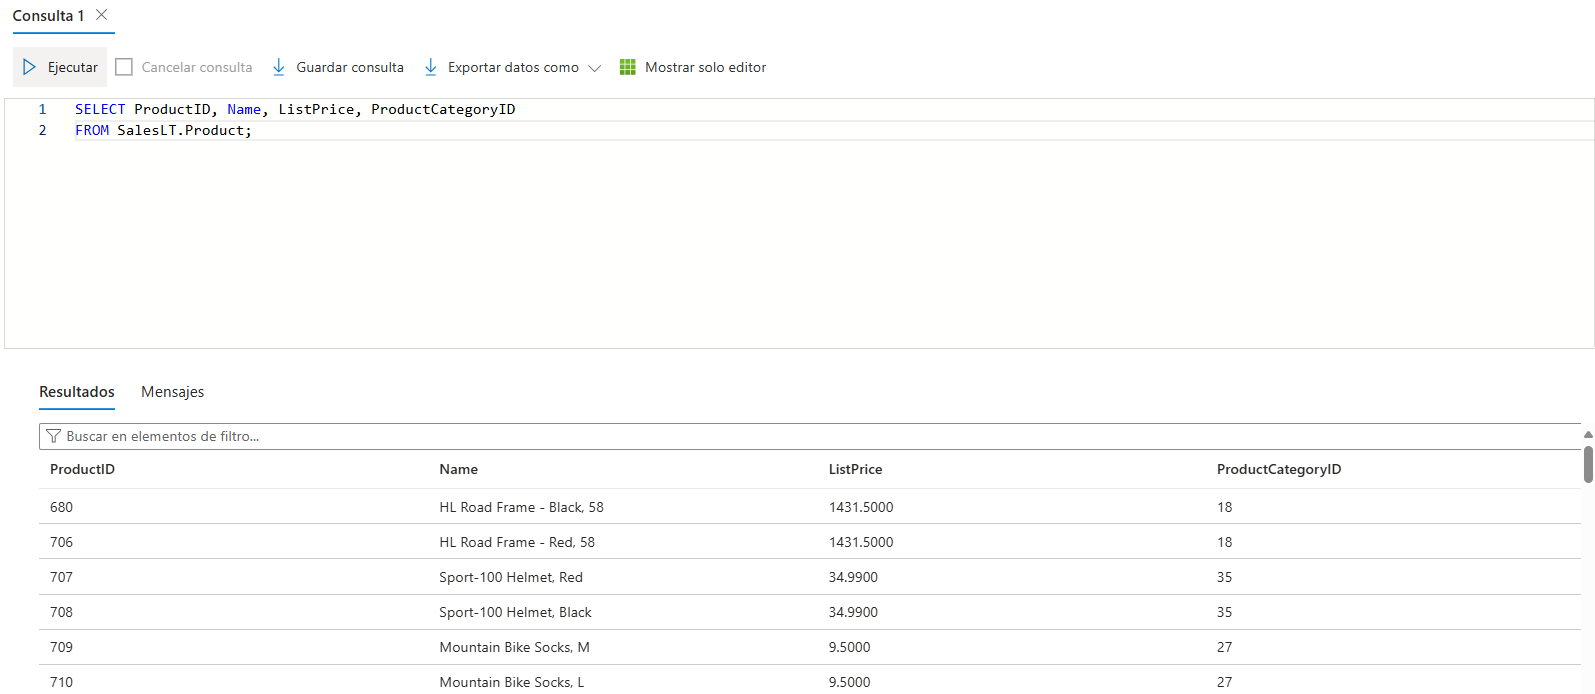 Consulta 1
Ejecutar Cancelar consulta Guardar consulta Exportar datos como Mostrar solo editor
1 SELECT ProductID, Name, ListPrice, ProductCategoryID
2 FROM SalesLT.Product;
Resultados Mensajes
Buscar en elementos de filtro...
ProductID Name ListPrice ProductCategoryID
680 HL Road Frame - Black, 58 1431.5000 18
706 HL Road Frame - Red, 58 1431.5000 18
707 Sport-100 Helmet, Red 34.9900 35
708 Sport-100 Helmet, Black 34.9900 35
709 Mountain Bike Socks, M 9.5000 27
710 Mountain Bike Socks, L 9.5000 27